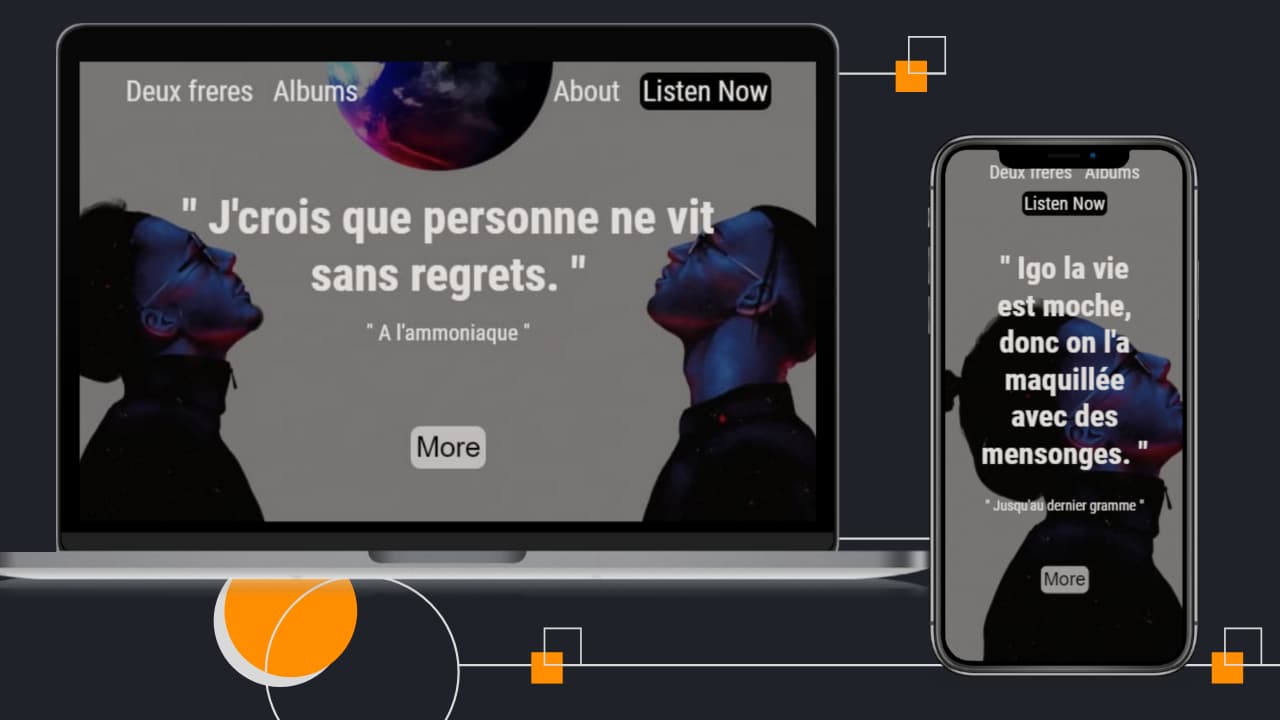 Deux freres Albums About Listen Now
" J'crois que personne ne vit
sans regrets. "
" A l'ammoniaque "
More
Deux freres Albums
Listen Now
" Igo la vie
est moche,
donc on l'a
maquillée
avec des
mensonges. "
" Jusqu'au dernier gramme "
More